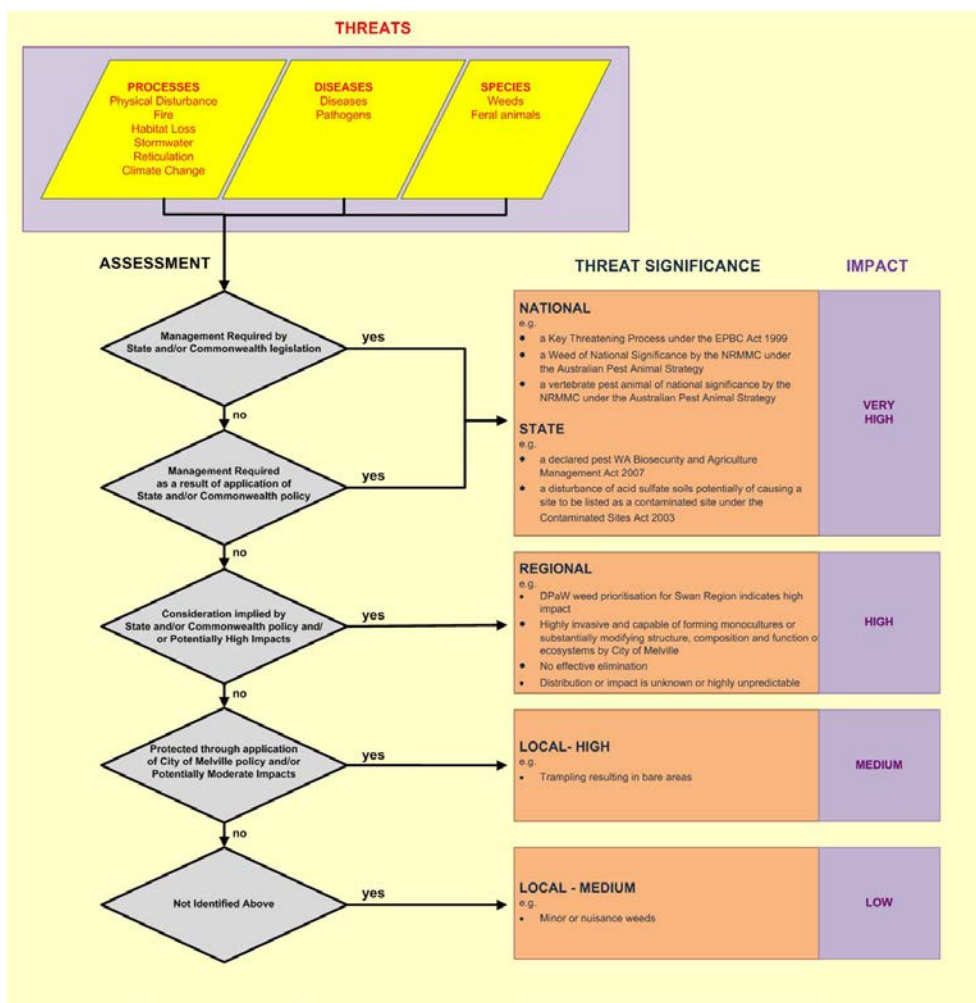 THREATS
PROCESSES
Physical Disturbance
Fire
Habitat Loss
Stormwater
Reticulation
Climate Change
DISEASES
Diseases
Pathogens
SPECIES
Weeds
Feral animals
ASSESSMENT
THREAT SIGNIFICANCE
IMPACT
Management Required by
State and/or Commonwealth legislation
yes
no
NATIONAL
e.g.
● a Key Threatening Process under the EPBC Act 1999
● a Weed of National Significance by the NRMMC under
the Australian Pest Animal Strategy
● a vertebrate pest animal of national significance by the
NRMMC under the Australian Pest Animal Strategy
VERY
HIGH
Management Required
as a result of application of
State and/or Commonwealth policy
yes
no
STATE
e.g.
● a declared pest WA Biosecurity and Agriculture
Management Act 2007
● a disturbance of acid sulfate soils potentially of causing a
site to be listed as a contaminated site under the
Contaminated Sites Act 2003
Consideration implied by
State and/or Commonwealth policy and/
or Potentially High Impacts
yes
no
REGIONAL
e.g.
• DPaW weed prioritisation for Swan Region indicates high
impact
● Highly invasive and capable of forming monocultures or
substantially modifying structure, composition and function o
ecosystems by City of Melville
● No effective elimination
• Distribution or impact is unknown or highly unpredictable
HIGH
Protected through application
of City of Melville policy and/or
Potentially Moderate Impacts
yes
no
LOCAL- HIGH
e.g.
• Trampling resulting in bare areas
MEDIUM
Not Identified Above
yes
LOCAL - MEDIUM
e.g.
• Minor or nuisance weeds
LOW